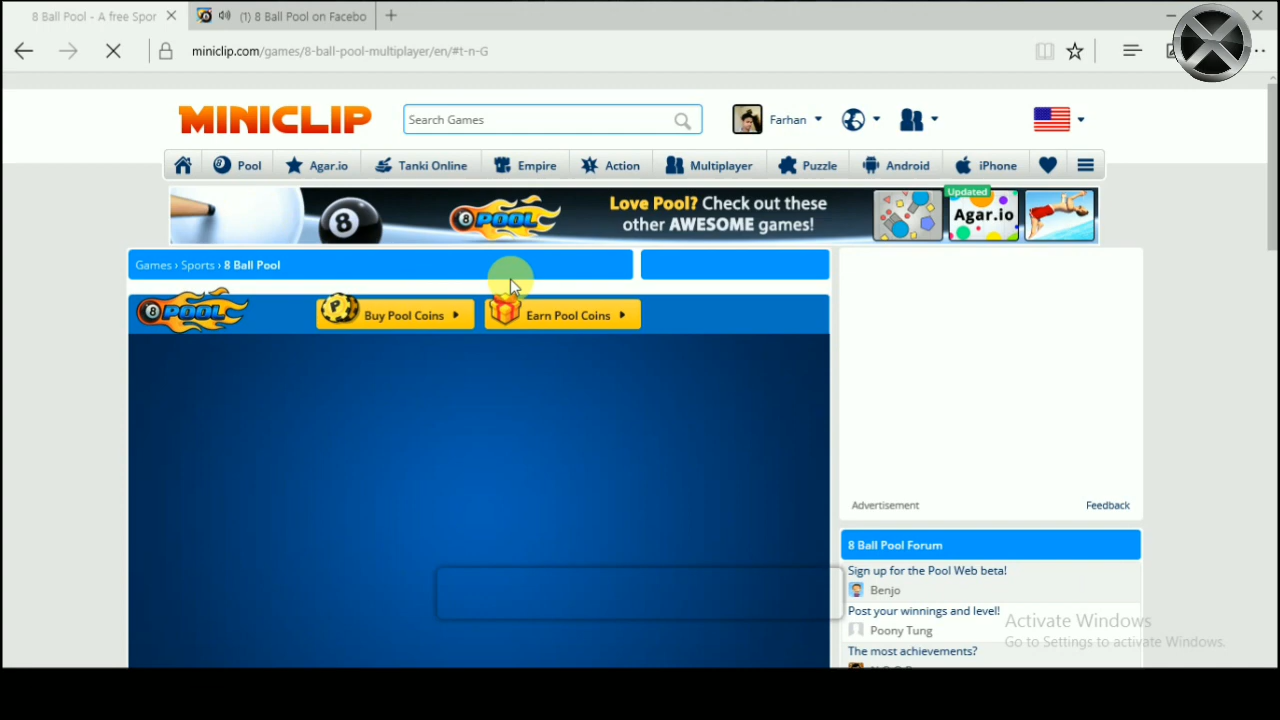 8 Ball Pool - A free Spor
(1) 8 Ball Pool on Facebo
miniclip.com/games/8-ball-pool-multiplayer/en/#t-n-G
MINICLIP
Search Games
Farhan
Pool
Agar.io
Tanki Online
Empire
Action
Multiplayer
Puzzle
Android
iPhone
8
8 POOL
Love Pool? Check out these
other AWESOME games!
Updated
Agar.io
Games › Sports › 8 Ball Pool
8 POOL
P
Buy Pool Coins
Earn Pool Coins
Advertisement
Feedback
8 Ball Pool Forum
Sign up for the Pool Web beta!
Benjo
Post your winnings and level!
Poony Tung
The most achievements?
Activate Windows
Go to Settings to activate Windows.